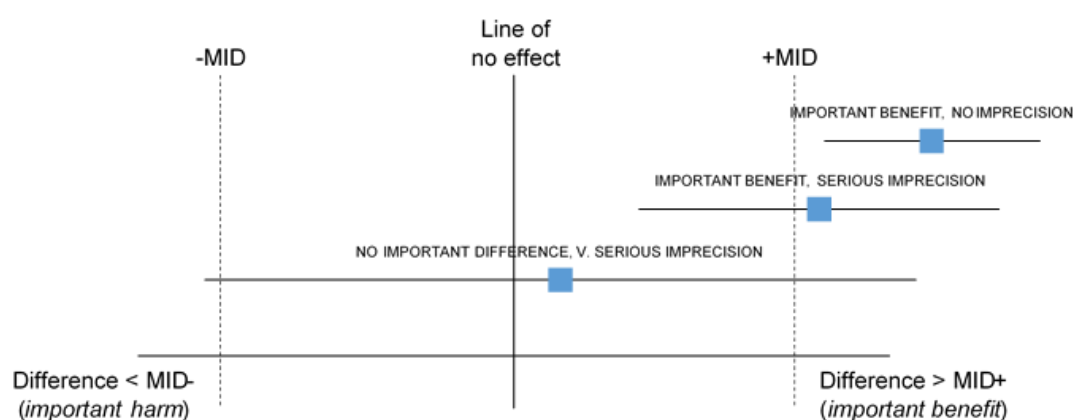 Line of
no effect
-MID
+MID
IMPORTANT BENEFIT, NO IMPRECISION
IMPORTANT BENEFIT, SERIOUS IMPRECISION
NO IMPORTANT DIFFERENCE, V. SERIOUS IMPRECISION
Difference < MID-
(important harm)
Difference > MID+
(important benefit)